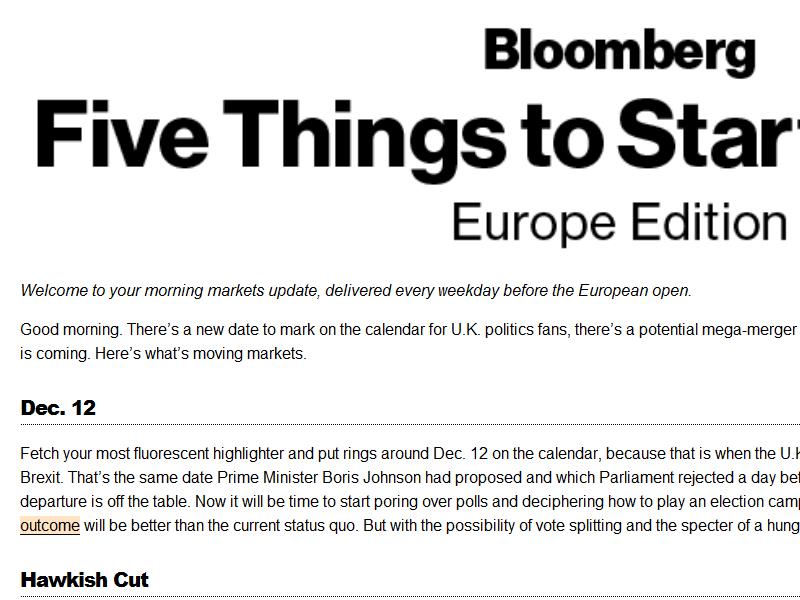 Bloomberg
Five Things to Star
Europe Edition
Welcome to your morning markets update, delivered every weekday before the European open.
Good morning. There’s a new date to mark on the calendar for U.K. politics fans, there’s a potential mega-merger
is coming. Here’s what’s moving markets.
Dec. 12
Fetch your most fluorescent highlighter and put rings around Dec. 12 on the calendar, because that is when the U.K
Brexit. That’s the same date Prime Minister Boris Johnson had proposed and which Parliament rejected a day bef
departure is off the table. Now it will be time to start poring over polls and deciphering how to play an election cam
outcome will be better than the current status quo. But with the possibility of vote splitting and the specter of a hung
Hawkish Cut